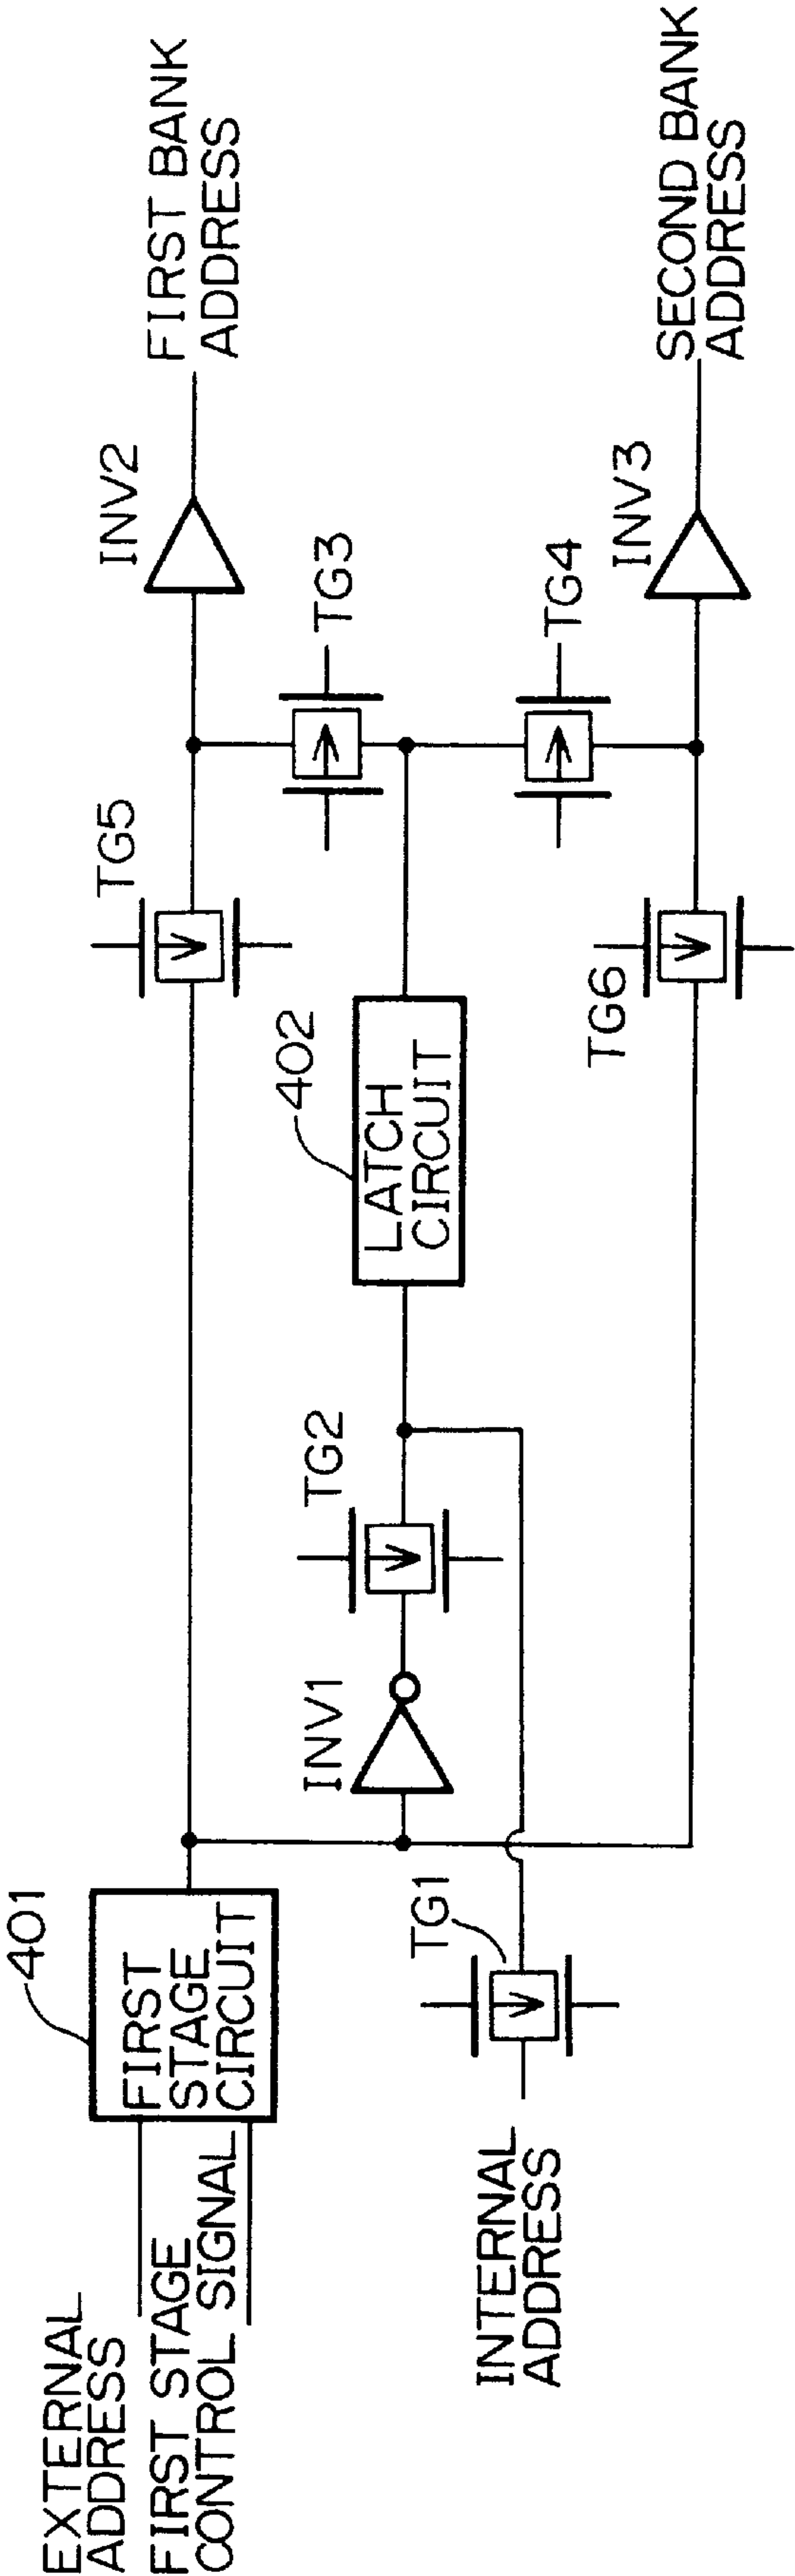 EXTERNAL
ADDRESS
FIRST STAGE
CONTROL SIGNAL
401
FIRST
STAGE
CIRCUIT
INTERNAL
ADDRESS
TG1
INV1
TG2
402
LATCH
CIRCUIT
TG5
TG6
TG3
TG4
INV2
INV3
FIRST BANK
ADDRESS
SECOND BANK
ADDRESS